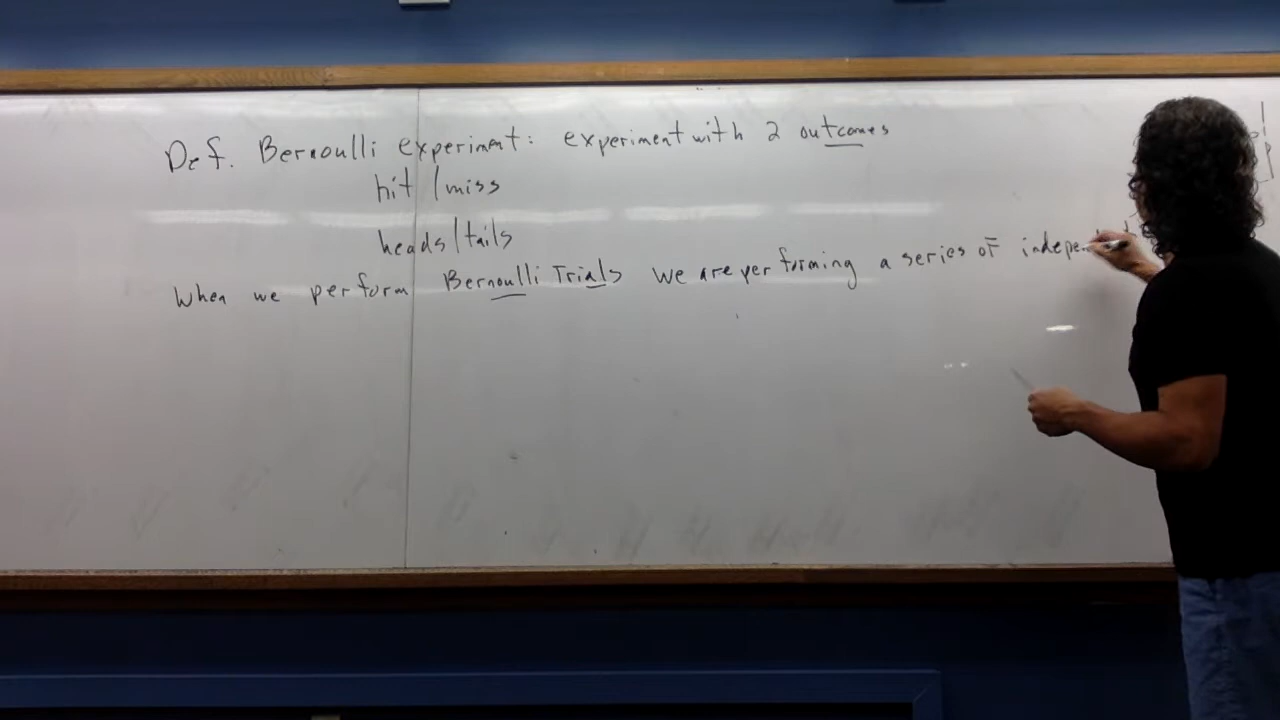 Def. Bernoulli experiment: experiment with 2 outcomes
hit / miss
heads / tails
When we perform Bernoulli Trials we are performing a series of